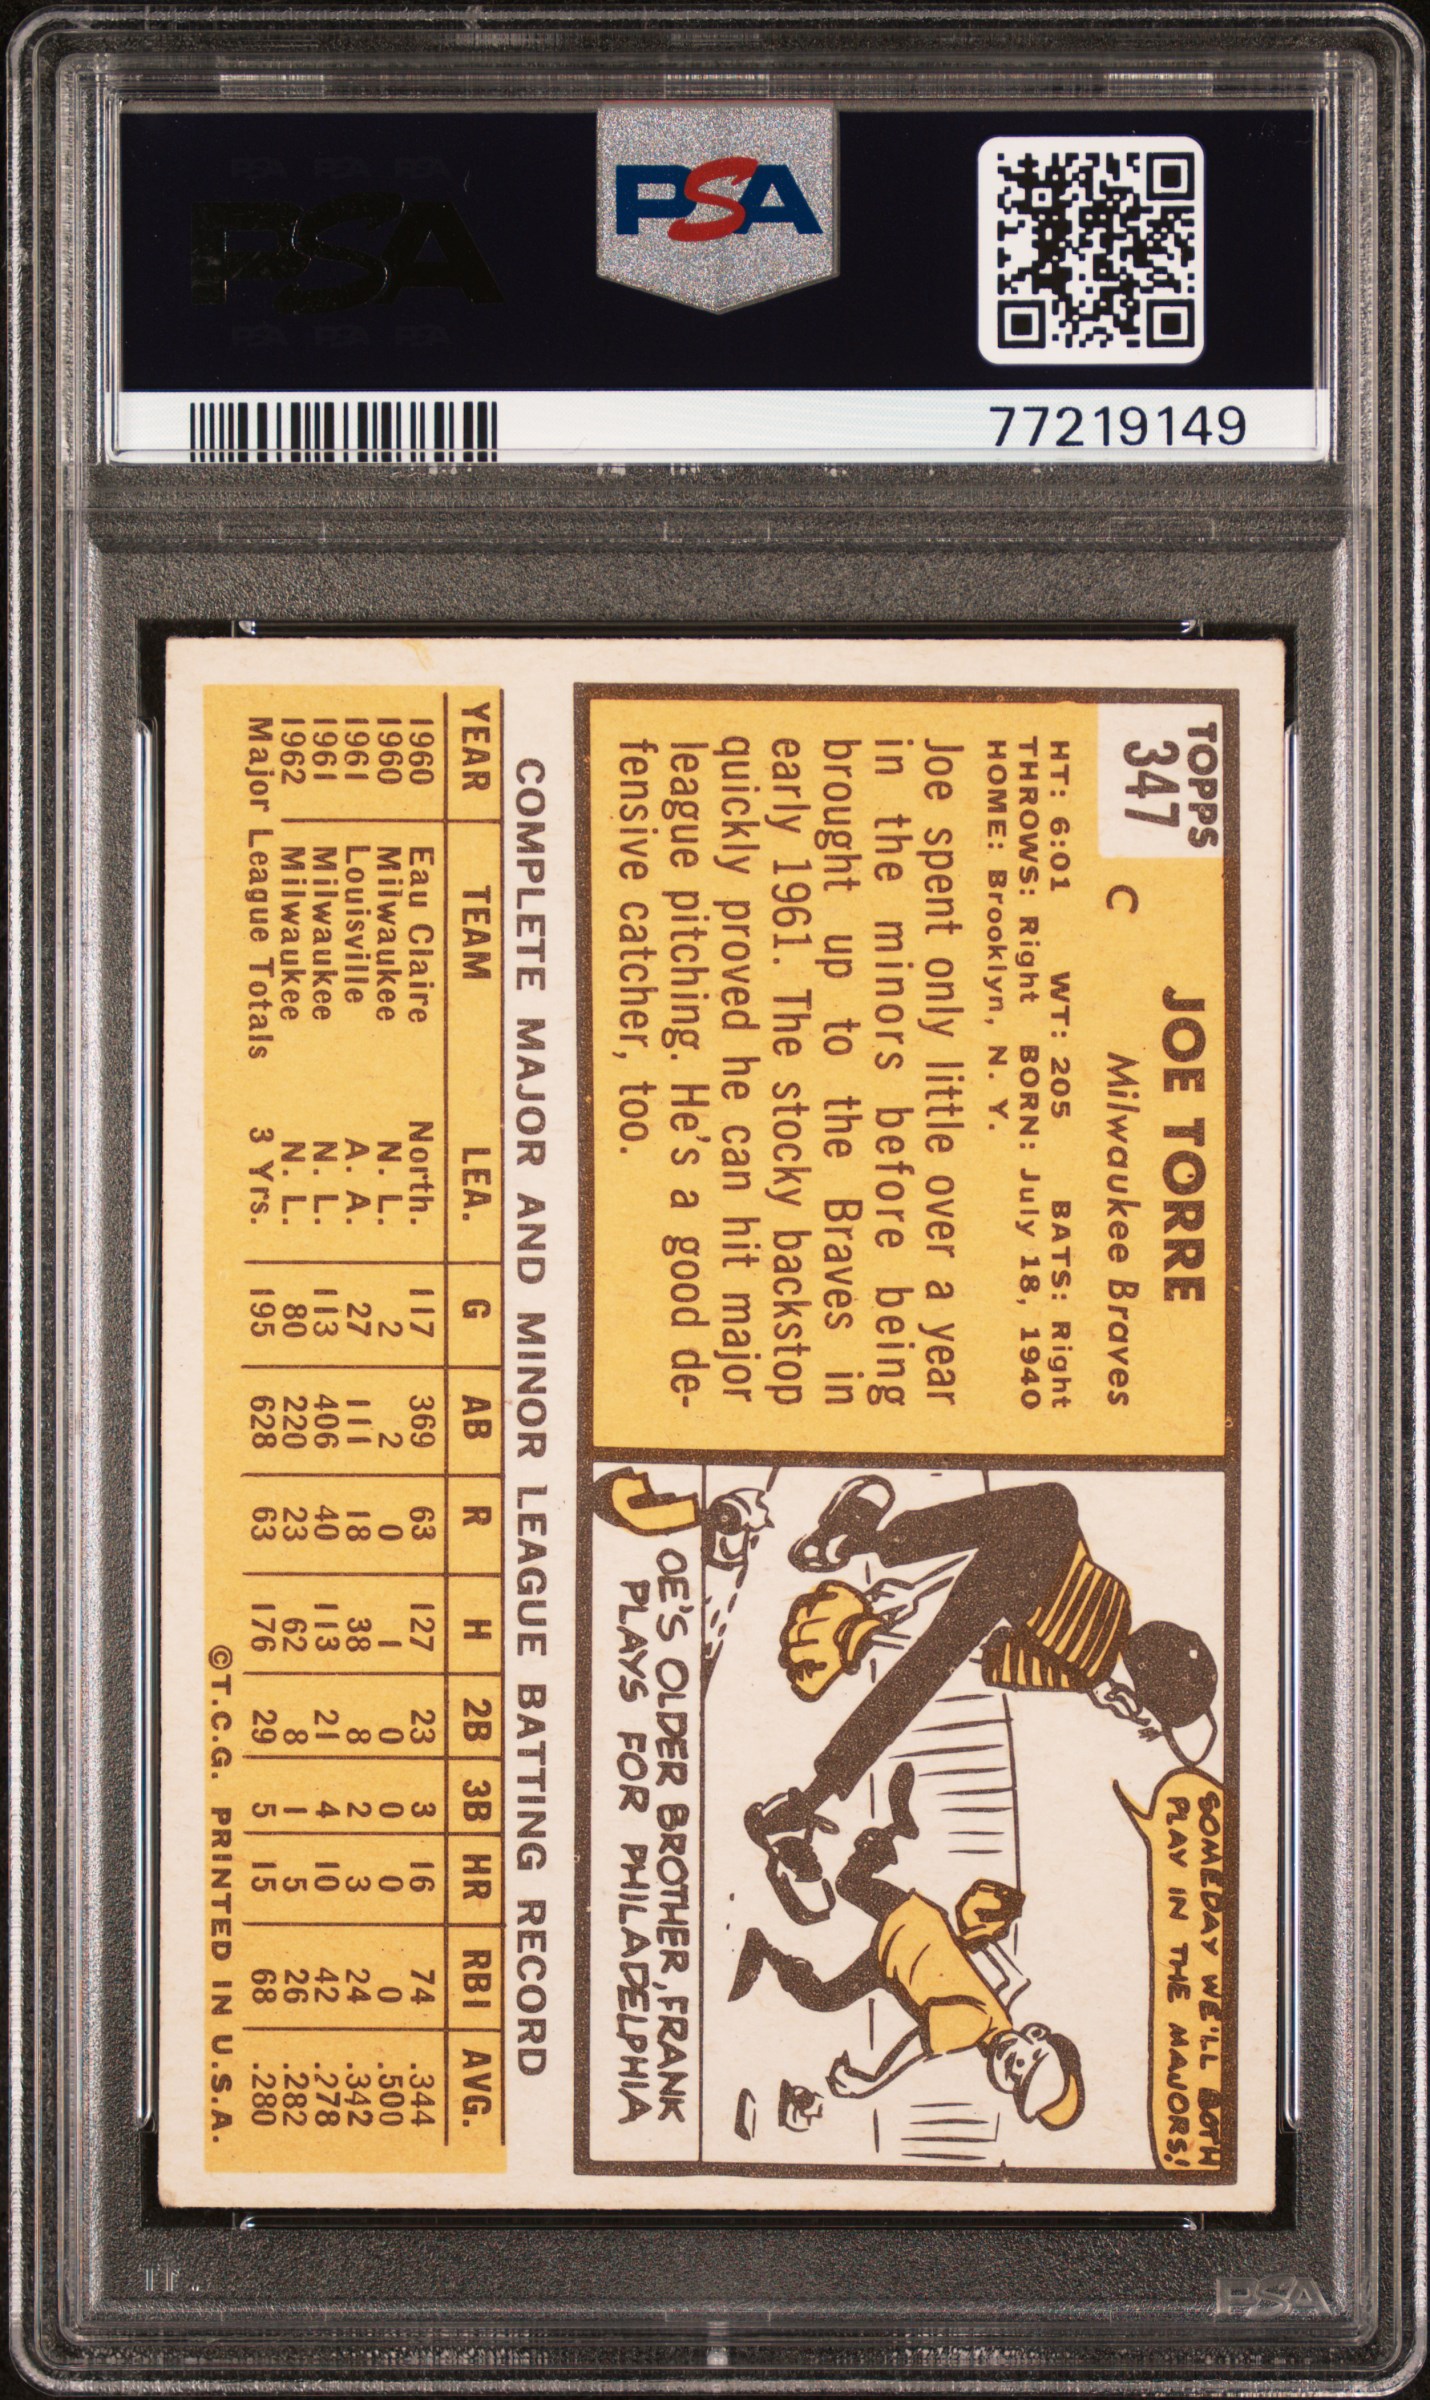 PSA
PSA
77219149
TOPPS
347
JOE TORRE
C Milwaukee Braves
HT: 6:01 WT: 205 BATS: Right
THROWS: Right BORN: July 18, 1940
HOME: Brooklyn, N. Y.
Joe spent only little over a year
in the minors before being
brought up to the Braves in
early 1961. The stocky backstop
quickly proved he can hit major
league pitching. He's a good de-
fensive catcher, too.
SOMEDAY WE'LL BOTH
PLAY IN THE MAJORS!
JOE'S OLDER BROTHER, FRANK
PLAYS FOR PHILADELPHIA
COMPLETE MAJOR AND MINOR LEAGUE BATTING RECORD
YEAR TEAM LEA. G AB R H 2B 3B HR RBI AVG.
1960 Eau Claire North. 117 369 63 127 23 3 16 74 .344
1960 Milwaukee N. L. 2 2 0 1 0 0 0 0 .500
1961 Louisville A. A. 27 111 18 38 8 2 3 24 .342
1961 Milwaukee N. L. 113 406 40 113 21 4 10 42 .278
1962 Milwaukee N. L. 80 220 23 62 8 1 5 26 .282
Major League Totals 3 Yrs. 195 628 63 176 29 5 15 68 .280
©T.C.G. PRINTED IN U.S.A.
PSA